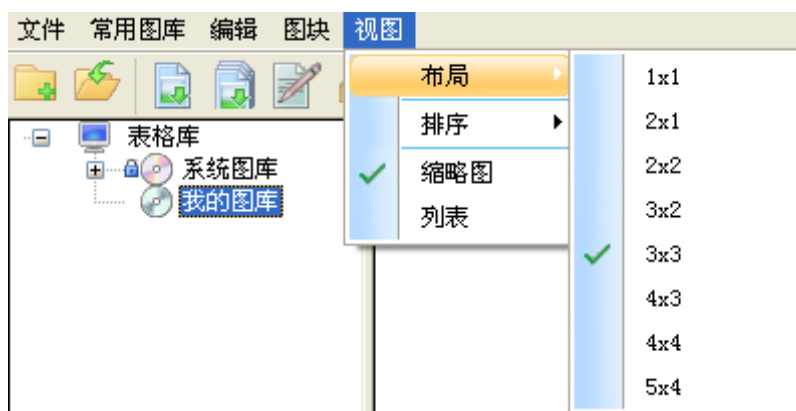 文件 常用图库 编辑 图块 视图
布局
排序
缩略图
列表
1x1
2x1
2x2
3x2
3x3
4x3
4x4
5x4
表格库
系统图库
我的图库